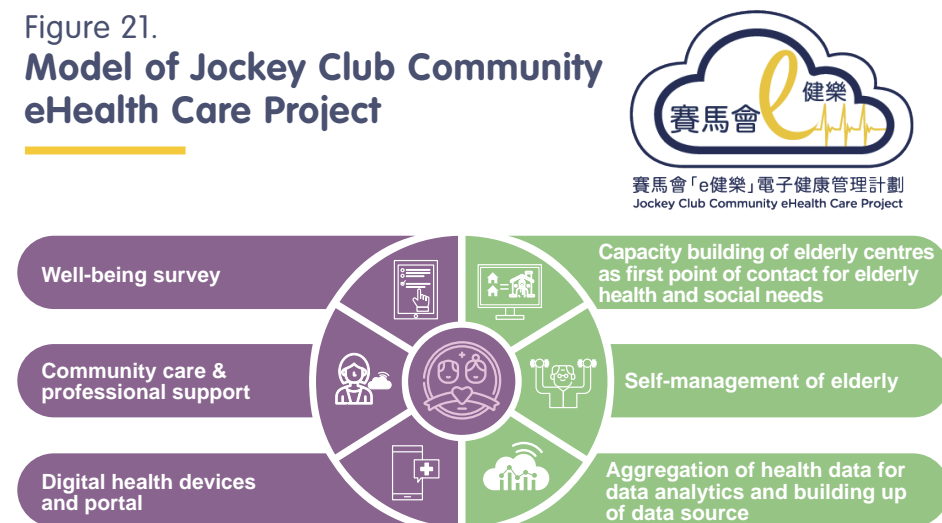 Figure 21.
Model of Jockey Club Community
eHealth Care Project
賽馬會
e
健樂
賽馬會「e健樂」電子健康管理計劃
Jockey Club Community eHealth Care Project
Well-being survey
Community care &
professional support
Digital health devices
and portal
Capacity building of elderly centres
as first point of contact for elderly
health and social needs
Self-management of elderly
Aggregation of health data for
data analytics and building up
of data source